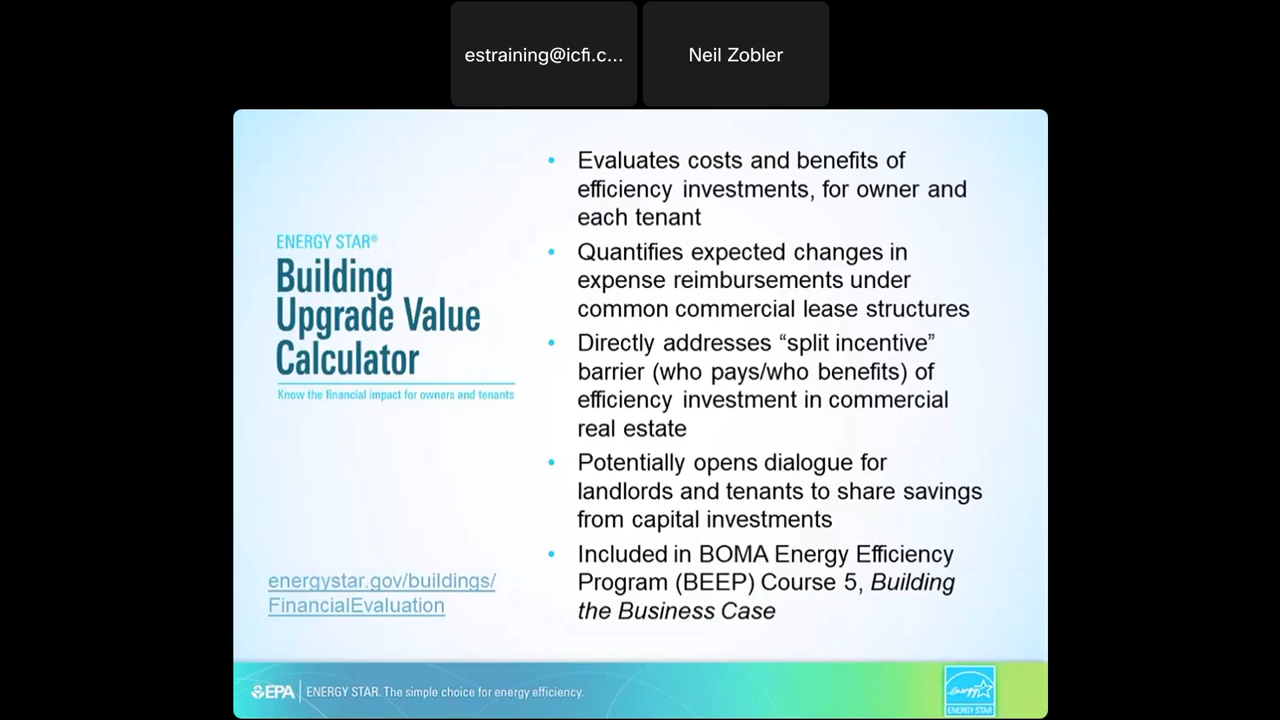 estraining@icfi.c...
Neil Zobler
ENERGY STAR®
Building
Upgrade Value
Calculator
Know the financial impact for owners and tenants
energystar.gov/buildings/
FinancialEvaluation
• Evaluates costs and benefits of
efficiency investments, for owner and
each tenant
• Quantifies expected changes in
expense reimbursements under
common commercial lease structures
• Directly addresses “split incentive”
barrier (who pays/who benefits) of
efficiency investment in commercial
real estate
• Potentially opens dialogue for
landlords and tenants to share savings
from capital investments
• Included in BOMA Energy Efficiency
Program (BEEP) Course 5, Building
the Business Case
EPA
ENERGY STAR. The simple choice for energy efficiency.
energy
ENERGY STAR